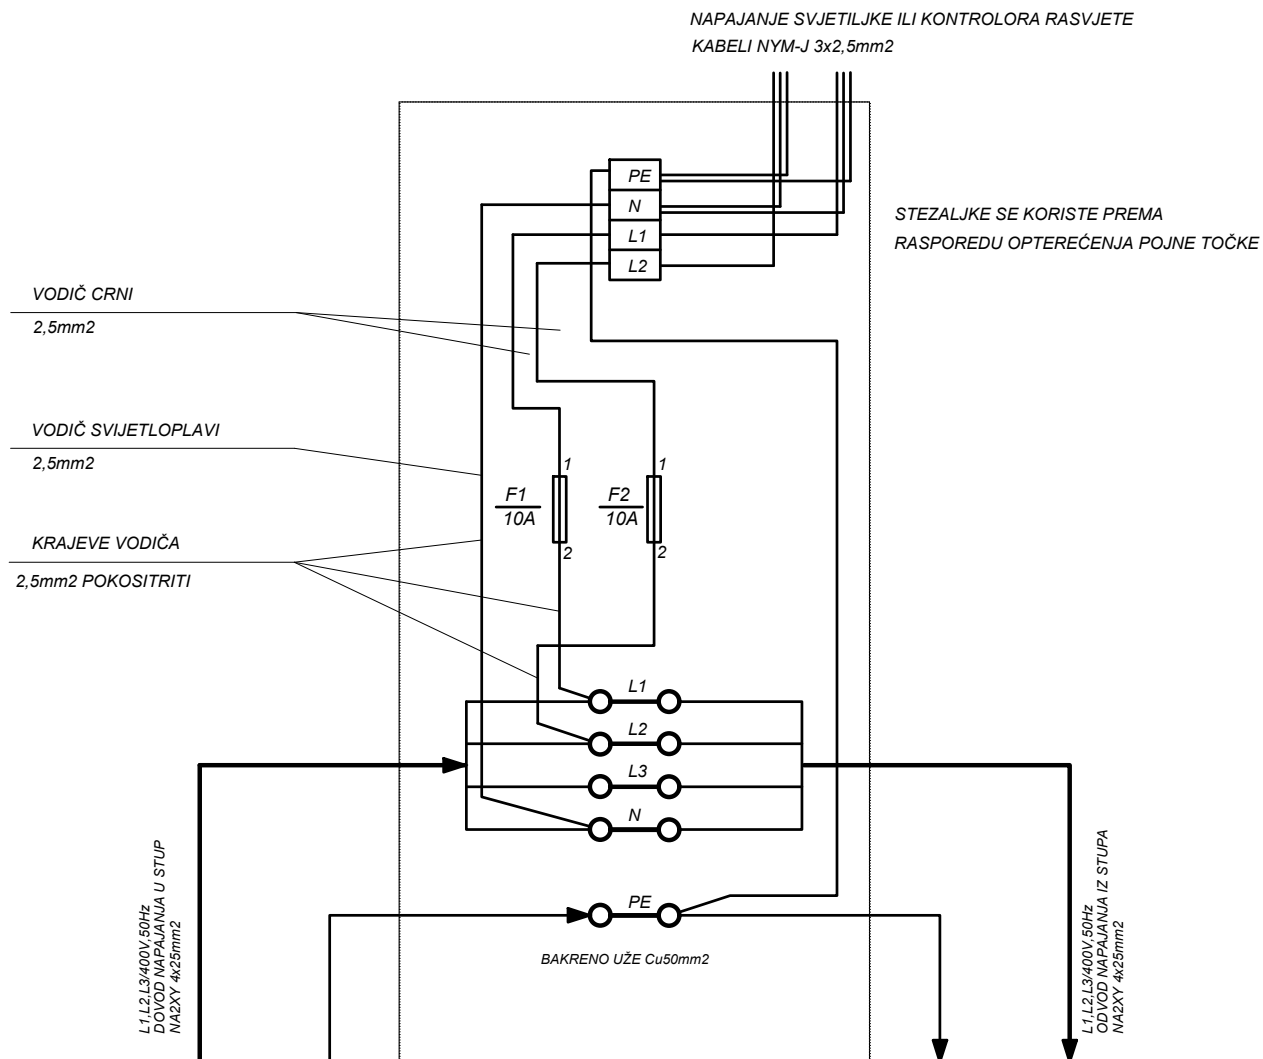 NAPAJANJE SVJETILJKE ILI KONTROLORA RASVJETE
KABELI NYM-J 3x2,5mm2
PE
N
L1
L2
STEZALJKE SE KORISTE PREMA
RASPOREDU OPTEREĆENJA POJNE TOČKE
VODIČ CRNI
2,5mm2
VODIČ SVIJETLOPLAVI
2,5mm2
1
1
F1
10A
F2
10A
2
2
KRAJEVE VODIČA
2,5mm2 POKOSITRITI
L1
L2
L3
N
PE
BAKRENO UŽE Cu50mm2
L1,L2,L3/400V,50Hz
DOVOD NAPAJANJA U STUP
NA2XY 4x25mm2
L1,L2,L3/400V,50Hz
ODVOD NAPAJANJA IZ STUPA
NA2XY 4x25mm2